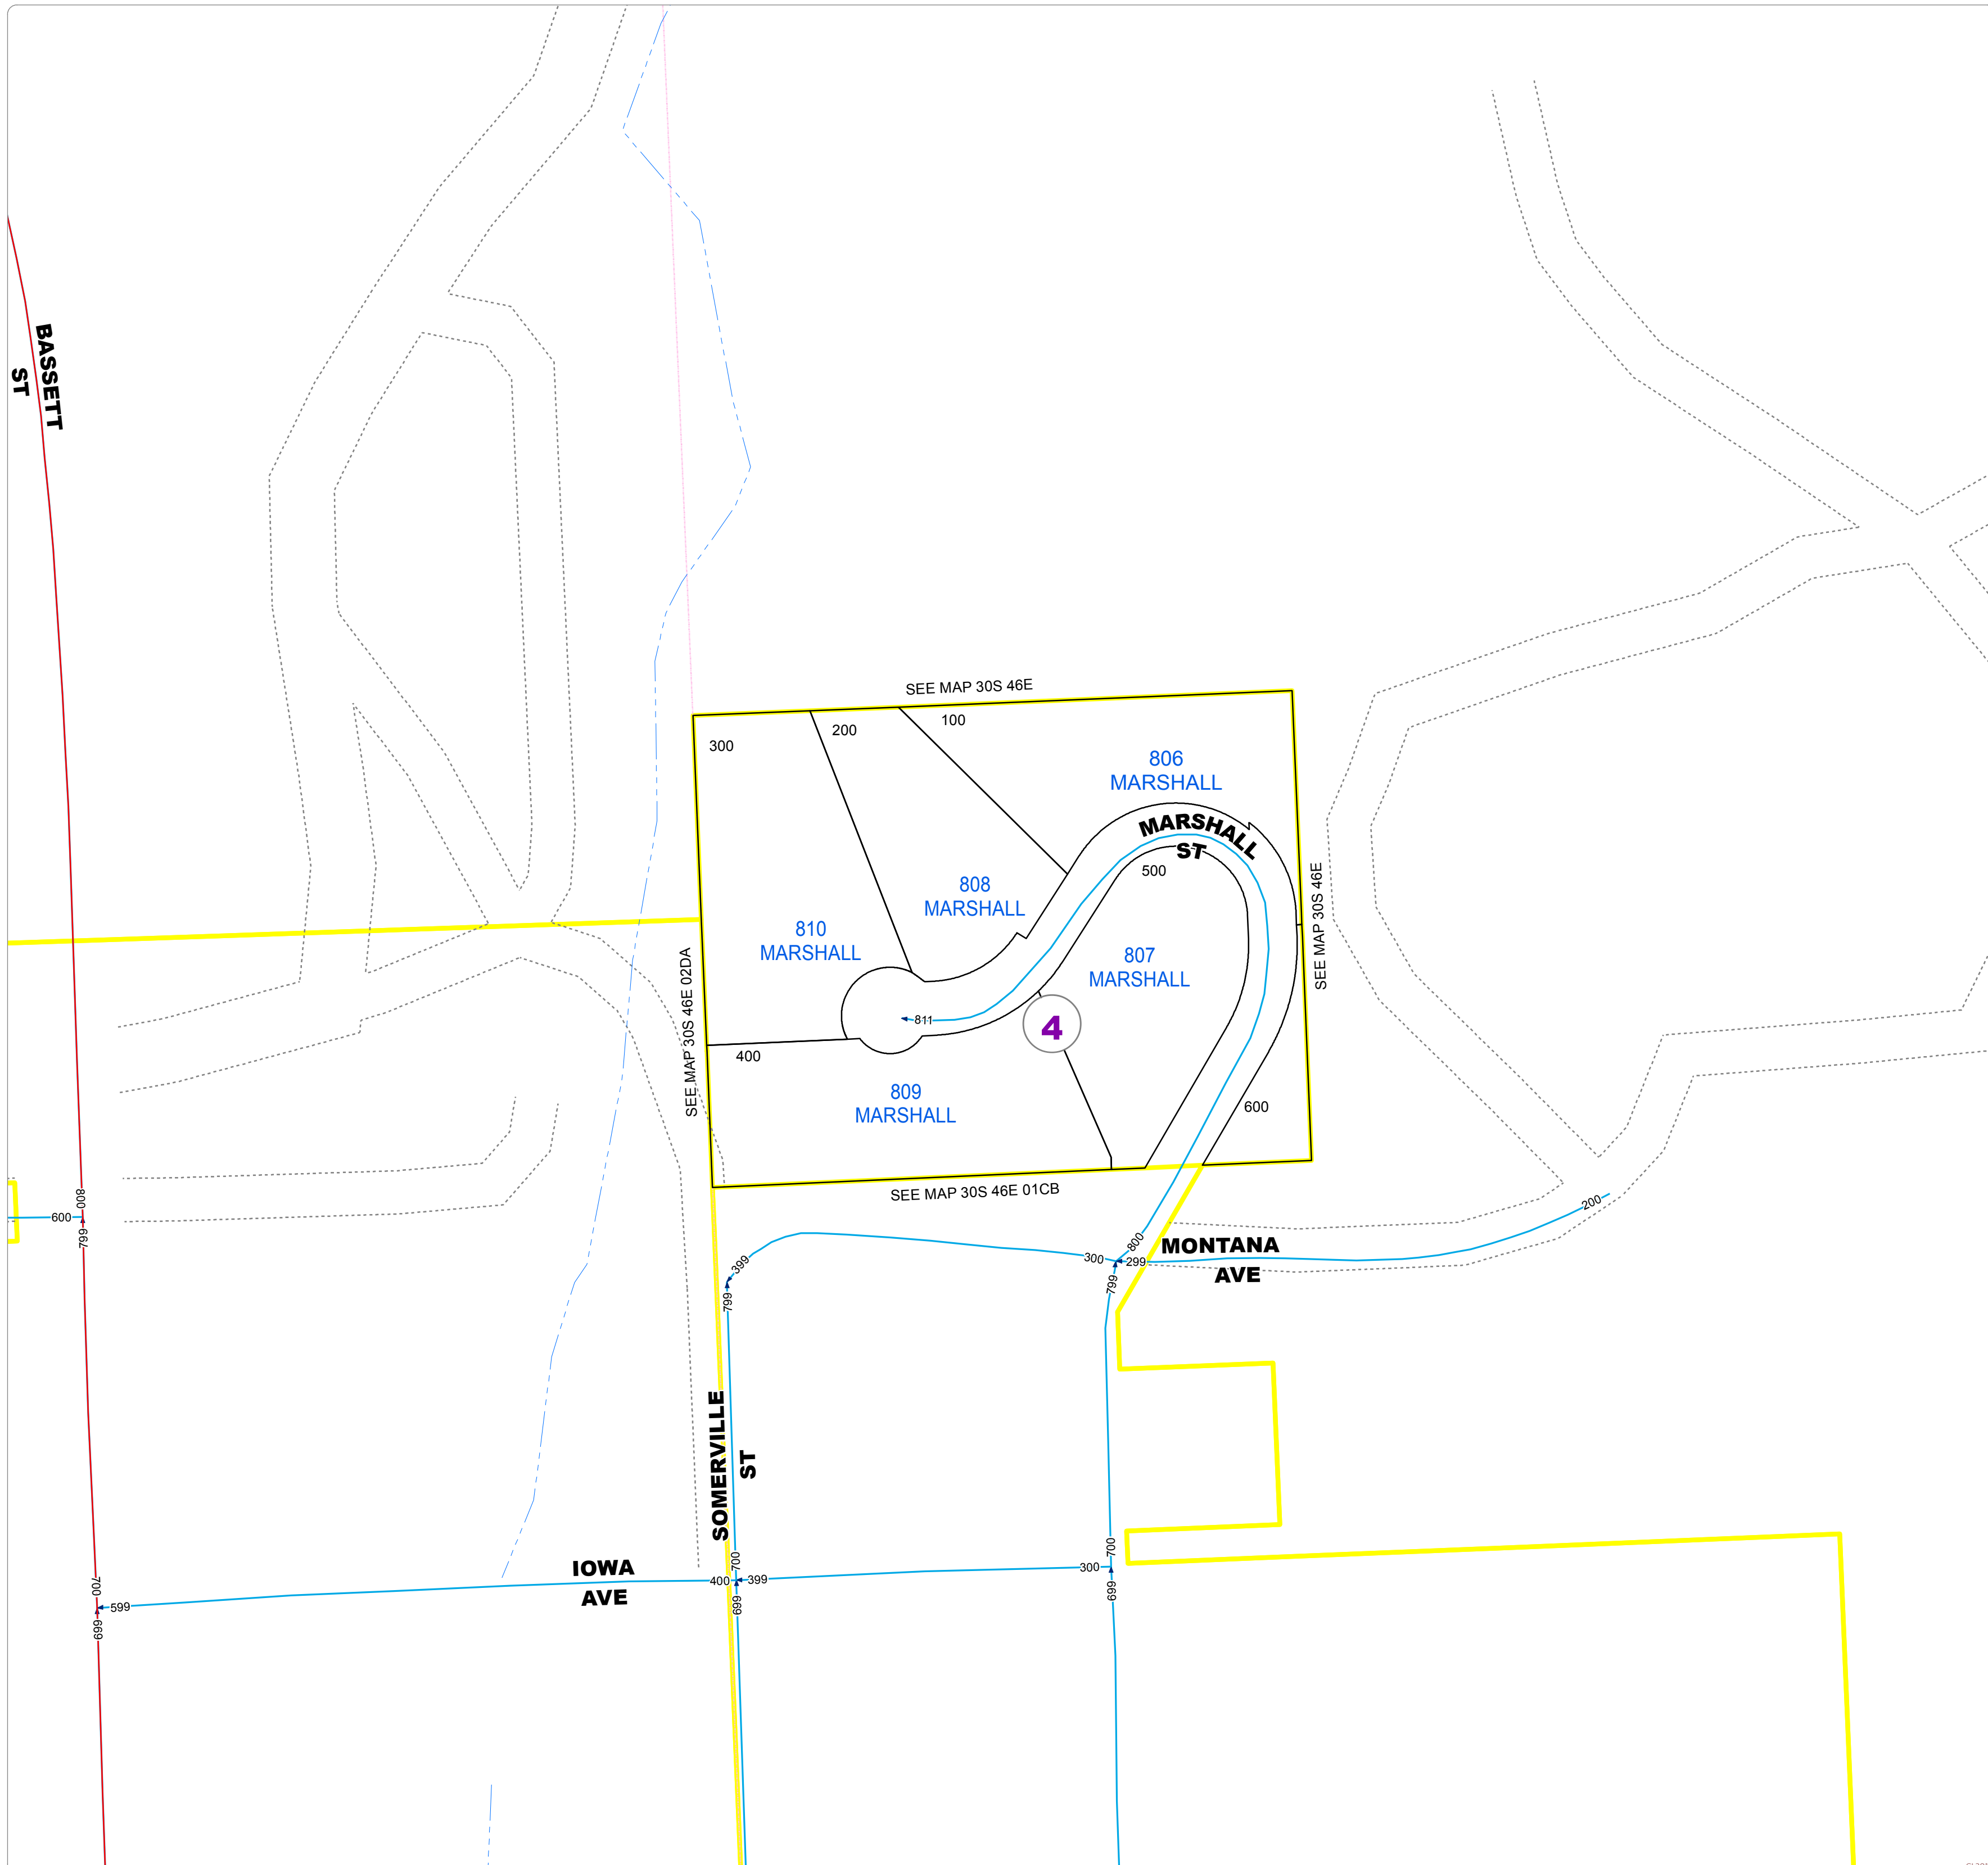 BASSETT
ST
SEE MAP 30S 46E
300
200
100
806
MARSHALL
MARSHALL
ST
500
808
MARSHALL
810
MARSHALL
807
MARSHALL
SEE MAP 30S 46E
SEE MAP 30S 46E 02DA
811
4
400
809
MARSHALL
600
SEE MAP 30S 46E 01CB
800
600
799
200
399
300
800
299
MONTANA
AVE
799
799
SOMERVILLE
ST
700
700
IOWA
AVE
400
399
300
700
599
699
699
699